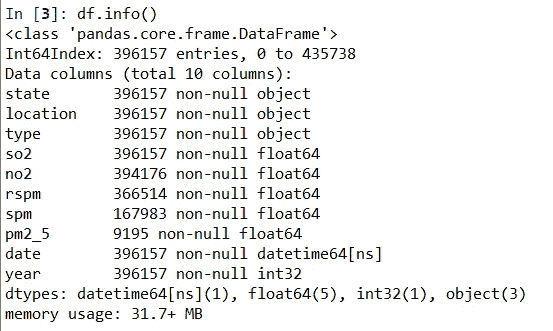 In [3]: df.info()
<class 'pandas.core.frame.DataFrame'>
Int64Index: 396157 entries, 0 to 435738
Data columns (total 10 columns):
state       396157 non-null object
location    396157 non-null object
type        396157 non-null object
so2         396157 non-null float64
no2         394176 non-null float64
rspm        366514 non-null float64
spm         167983 non-null float64
pm2_5       9195 non-null float64
date        396157 non-null datetime64[ns]
year        396157 non-null int32
dtypes: datetime64[ns](1), float64(5), int32(1), object(3)
memory usage: 31.7+ MB